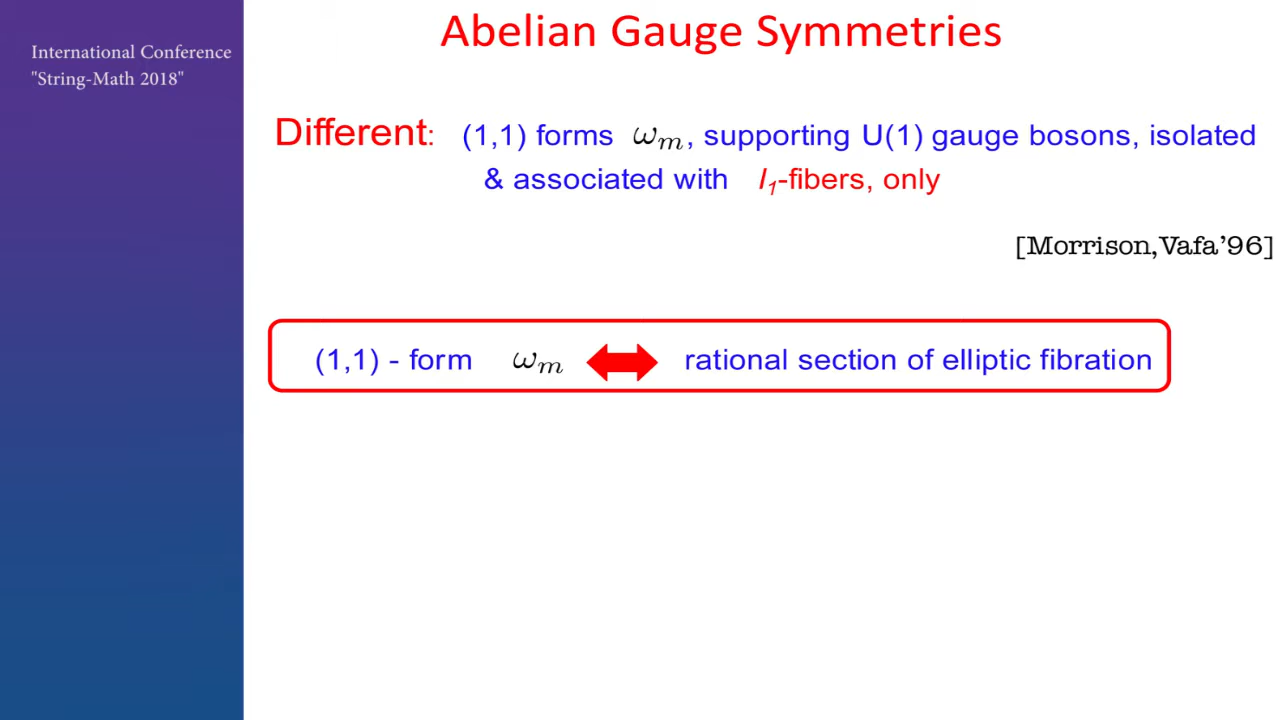 International Conference
"String-Math 2018"
Abelian Gauge Symmetries
Different: (1,1) forms ωₘ, supporting U(1) gauge bosons, isolated
& associated with I₁-fibers, only
[Morrison,Vafa’96]
(1,1) - form ωₘ rational section of elliptic fibration